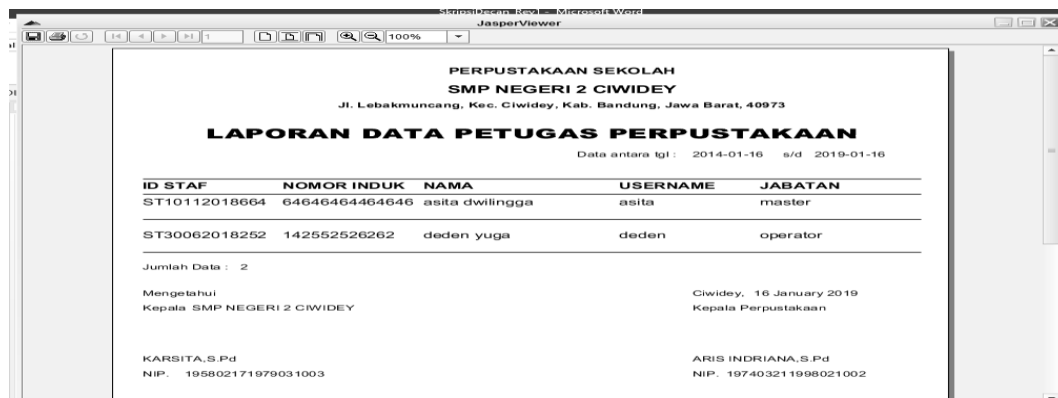 SkripsiDecan_Rev1 - Microsoft Word
JasperViewer
1
100%
PERPUSTAKAAN SEKOLAH
SMP NEGERI 2 CIWIDEY
Jl. Lebakmuncang, Kec. Ciwidey, Kab. Bandung, Jawa Barat, 40973
LAPORAN DATA PETUGAS PERPUSTAKAAN
Data antara tgl : 2014-01-16 s/d 2019-01-16
ID STAF NOMOR INDUK NAMA USERNAME JABATAN
ST10112018664 64646464464646 asita dwilingga asita master
ST30062018252 142552526262 deden yuga deden operator
Jumlah Data : 2
Mengetahui Ciwidey, 16 January 2019
Kepala SMP NEGERI 2 CIWIDEY Kepala Perpustakaan
KARSITA,S.Pd ARIS INDRIANA,S.Pd
NIP. 195802171979031003 NIP. 197403211998021002